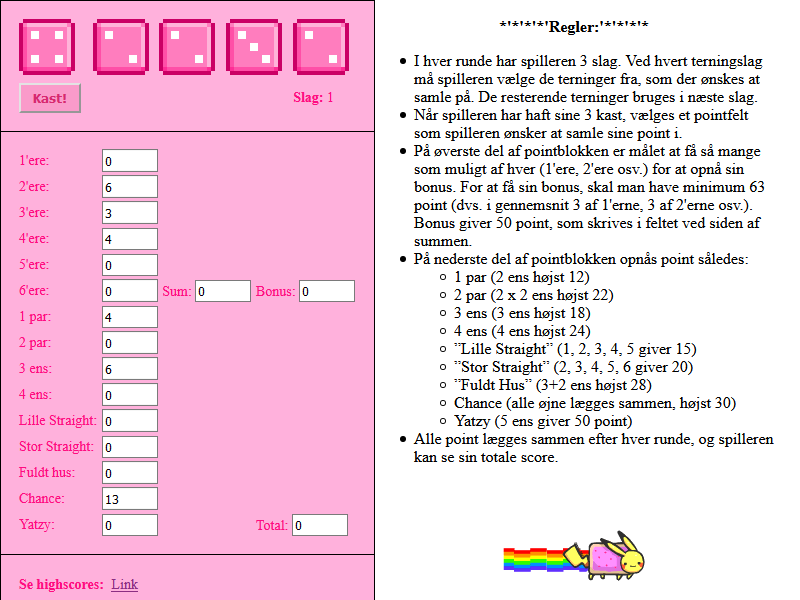 Kast!
Slag: 1
1'ere: 0
2'ere: 6
3'ere: 3
4'ere: 4
5'ere: 0
6'ere: 0 Sum: 0 Bonus: 0
1 par: 4
2 par: 0
3 ens: 6
4 ens: 0
Lille Straight: 0
Stor Straight: 0
Fuldt hus: 0
Chance: 13
Yatzy: 0 Total: 0
Se highscores: Link
*'*'*'*'Regler:'*'*'*'*
I hver runde har spilleren 3 slag. Ved hvert terningslag
må spilleren vælge de terninger fra, som der ønskes at
samle på. De resterende terninger bruges i næste slag.
Når spilleren har haft sine 3 kast, vælges et pointfelt
som spilleren ønsker at samle sine point i.
På øverste del af pointblokken er målet at få så mange
som muligt af hver (1'ere, 2'ere osv.) for at opnå sin
bonus. For at få sin bonus, skal man have minimum 63
point (dvs. i gennemsnit 3 af 1'erne, 3 af 2'erne osv.).
Bonus giver 50 point, som skrives i feltet ved siden af
summen.
På nederste del af pointblokken opnås point således:
1 par (2 ens højst 12)
2 par (2 x 2 ens højst 22)
3 ens (3 ens højst 18)
4 ens (4 ens højst 24)
”Lille Straight” (1, 2, 3, 4, 5 giver 15)
”Stor Straight” (2, 3, 4, 5, 6 giver 20)
”Fuldt Hus” (3+2 ens højst 28)
Chance (alle øjne lægges sammen, højst 30)
Yatzy (5 ens giver 50 point)
Alle point lægges sammen efter hver runde, og spilleren
kan se sin totale score.